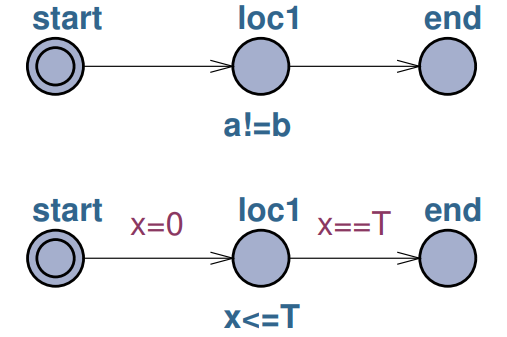 start loc1 end
a!=b
start loc1 end
x=0 x==T
x<=T